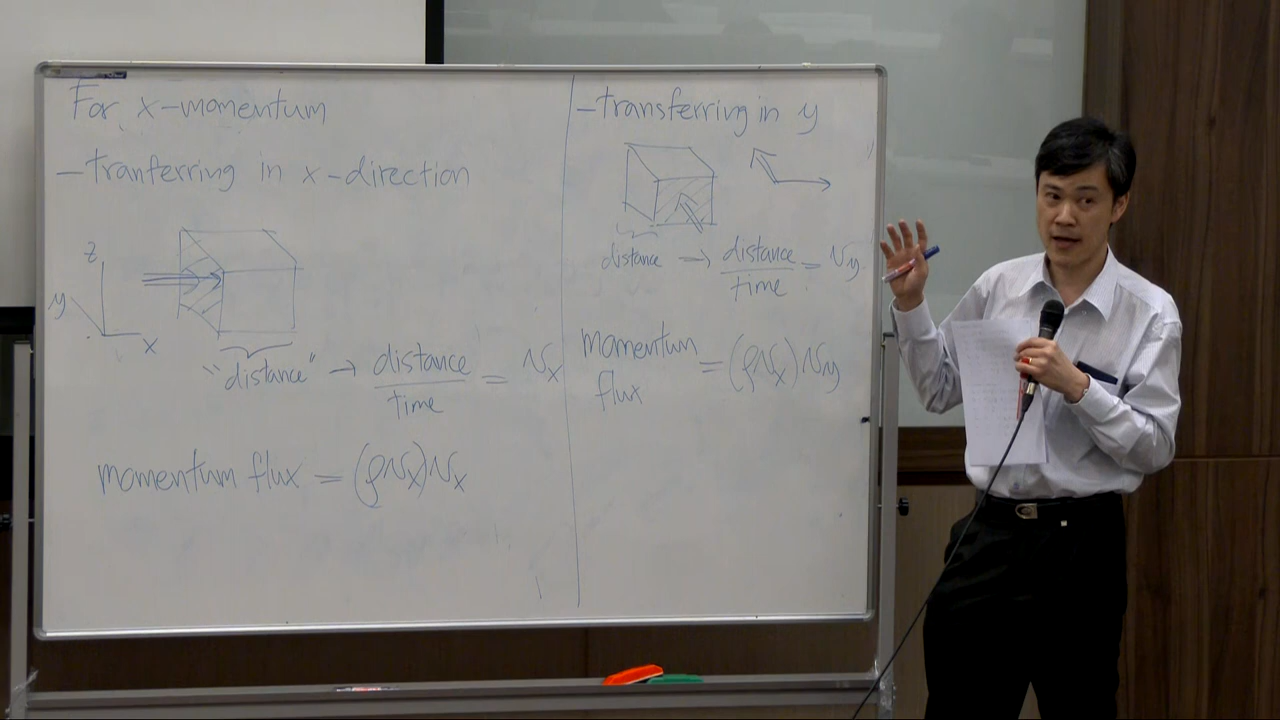 For x-momentum
-tranferring in x-direction
z
y
x
"distance" → distance/time = Vx
momentum flux = (ρVx)Vx
-transferring in y
distance → distance/time = Vy
momentum flux = (ρVx)Vy